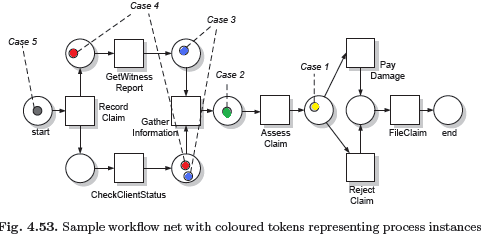 Case 4
Case 3
Case 5
Case 2
Case 1
GetWitness
Report
Pay
Damage
start
Record
Claim
Gather
Information
Assess
Claim
FileClaim
end
CheckClientStatus
Reject
Claim
Fig. 4.53. Sample workflow net with coloured tokens representing process instances